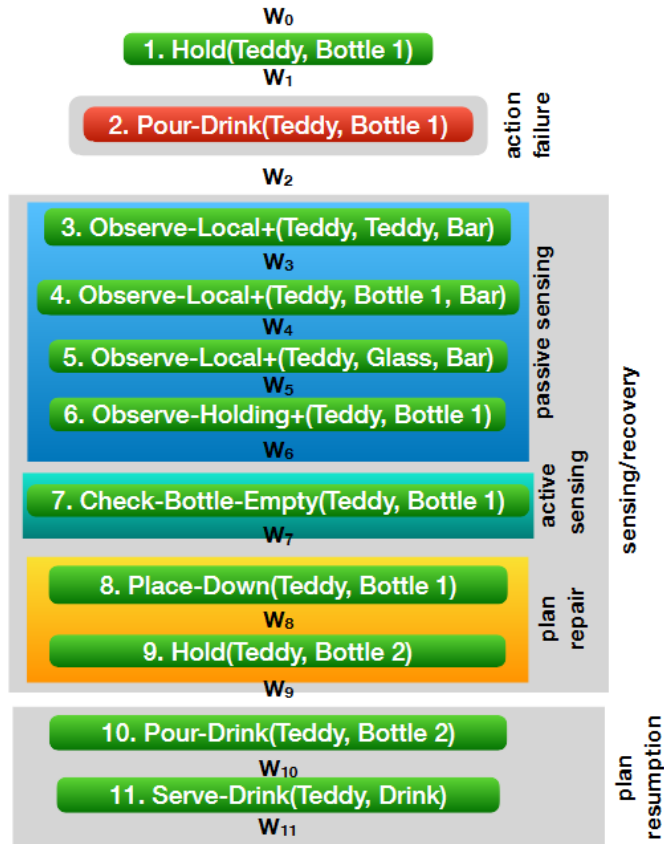 W₀
1. Hold(Teddy, Bottle 1)
W₁
2. Pour-Drink(Teddy, Bottle 1)
action
failure
W₂
3. Observe-Local+(Teddy, Teddy, Bar)
W₃
4. Observe-Local+(Teddy, Bottle 1, Bar)
W₄
5. Observe-Local+(Teddy, Glass, Bar)
W₅
6. Observe-Holding+(Teddy, Bottle 1)
W₆
passive sensing
7. Check-Bottle-Empty(Teddy, Bottle 1)
W₇
active
sensing
8. Place-Down(Teddy, Bottle 1)
W₈
9. Hold(Teddy, Bottle 2)
W₉
plan
repair
sensing/recovery
10. Pour-Drink(Teddy, Bottle 2)
W₁₀
11. Serve-Drink(Teddy, Drink)
W₁₁
plan
resumption